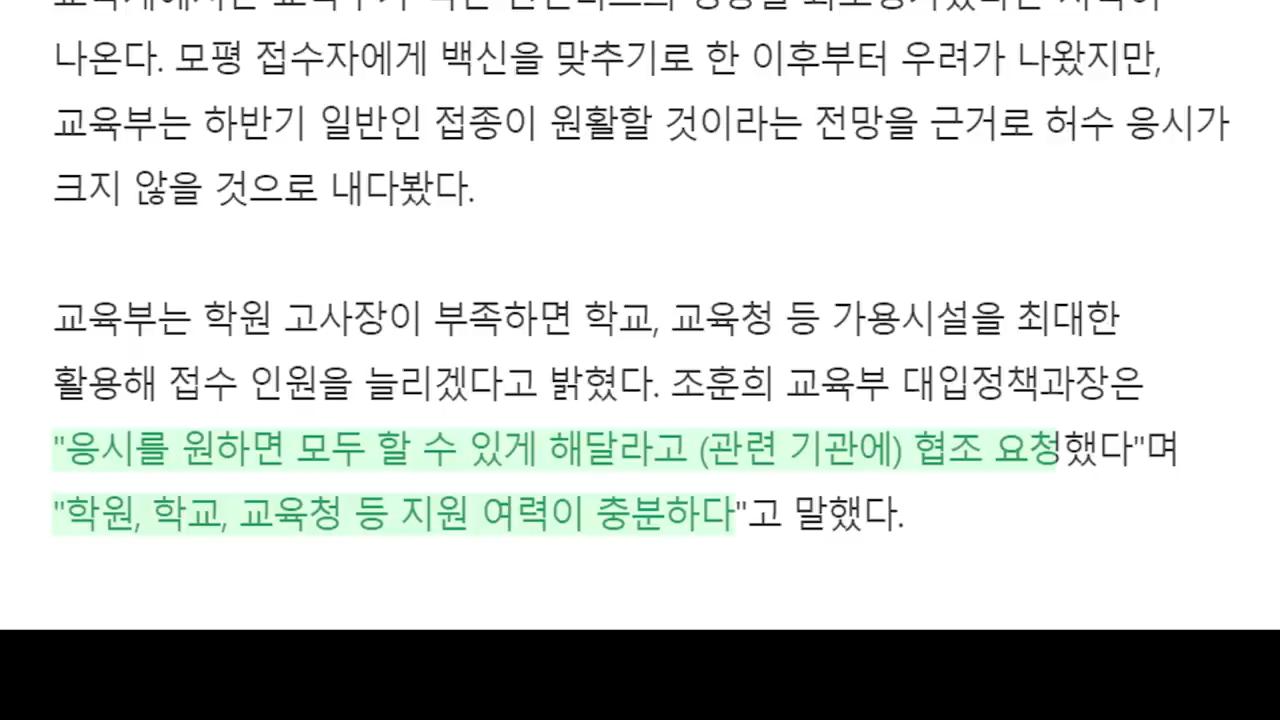 나온다. 모평 접수자에게 백신을 맞추기로 한 이후부터 우려가 나왔지만,
교육부는 하반기 일반인 접종이 원활할 것이라는 전망을 근거로 허수 응시가
크지 않을 것으로 내다봤다.
교육부는 학원 고사장이 부족하면 학교, 교육청 등 가용시설을 최대한
활용해 접수 인원을 늘리겠다고 밝혔다. 조훈희 교육부 대입정책과장은
"응시를 원하면 모두 할 수 있게 해달라고 (관련 기관에) 협조 요청했다"며
"학원, 학교, 교육청 등 지원 여력이 충분하다"고 말했다.